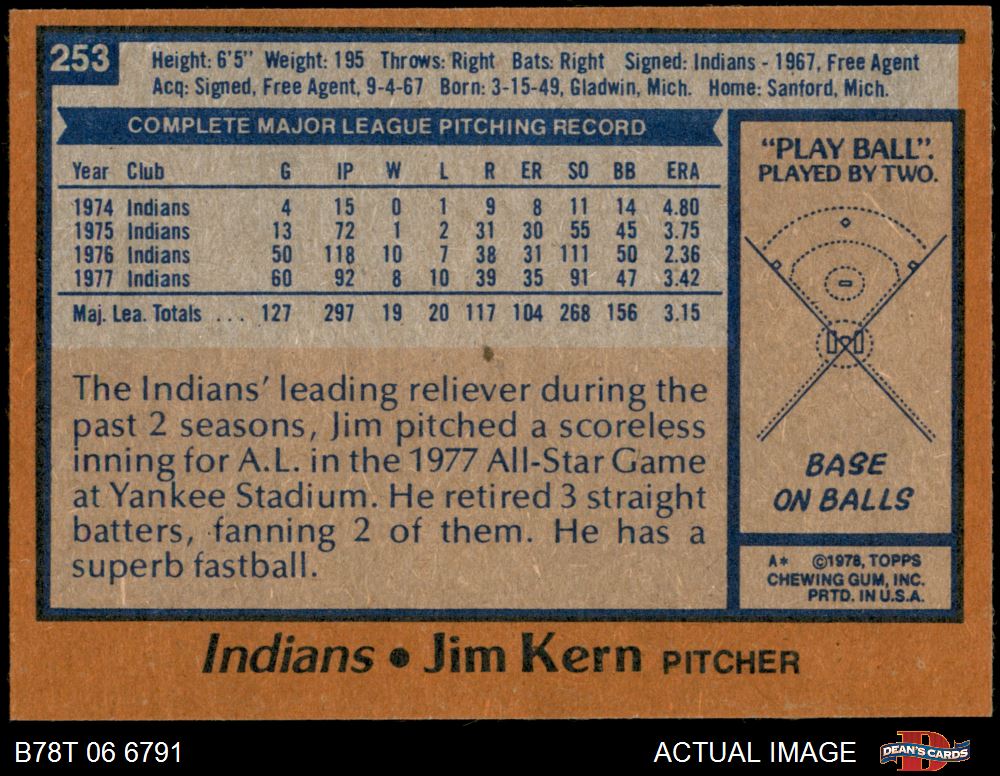 253
Height: 6'5" Weight: 195 Throws: Right Bats: Right Signed: Indians - 1967, Free Agent
Acq: Signed, Free Agent, 9-4-67 Born: 3-15-49, Gladwin, Mich. Home: Sanford, Mich.
COMPLETE MAJOR LEAGUE PITCHING RECORD
Year Club G IP W L R ER SO BB ERA
1974 Indians 4 15 0 1 9 8 11 14 4.80
1975 Indians 13 72 1 2 31 30 55 45 3.75
1976 Indians 50 118 10 7 38 31 111 50 2.36
1977 Indians 60 92 8 10 39 35 91 47 3.42
Maj. Lea. Totals ... 127 297 19 20 117 104 268 156 3.15
The Indians' leading reliever during the
past 2 seasons, Jim pitched a scoreless
inning for A.L. in the 1977 All-Star Game
at Yankee Stadium. He retired 3 straight
batters, fanning 2 of them. He has a
superb fastball.
"PLAY BALL".
PLAYED BY TWO.
BASE
ON BALLS
A* ©1978, TOPPS
CHEWING GUM, INC.
PRTD. IN U.S.A.
Indians • Jim Kern PITCHER
B78T 06 6791
ACTUAL IMAGE
D
DEAN'S CARDS